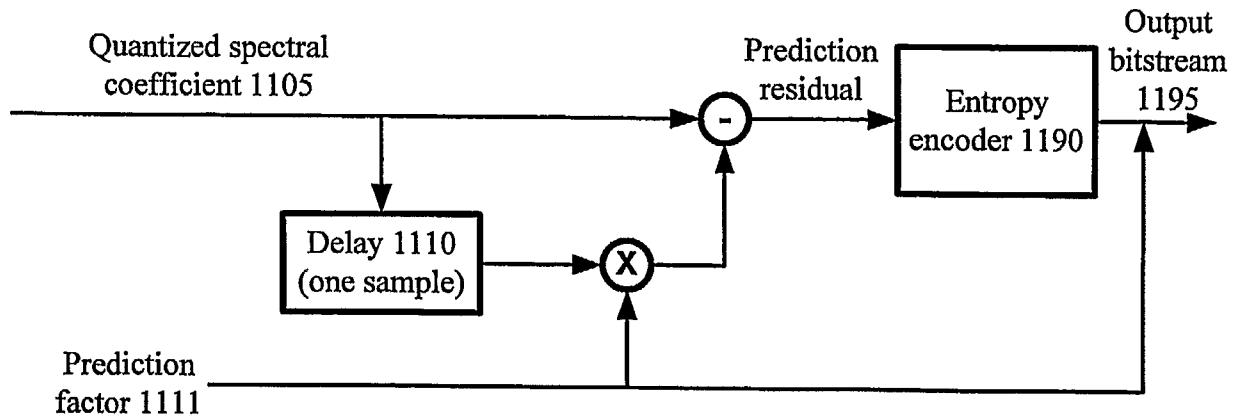 Quantized spectral
coefficient 1105
Prediction
residual
Output
bitstream
1195
Entropy
encoder 1190
-
Delay 1110
(one sample)
X
Prediction
factor 1111